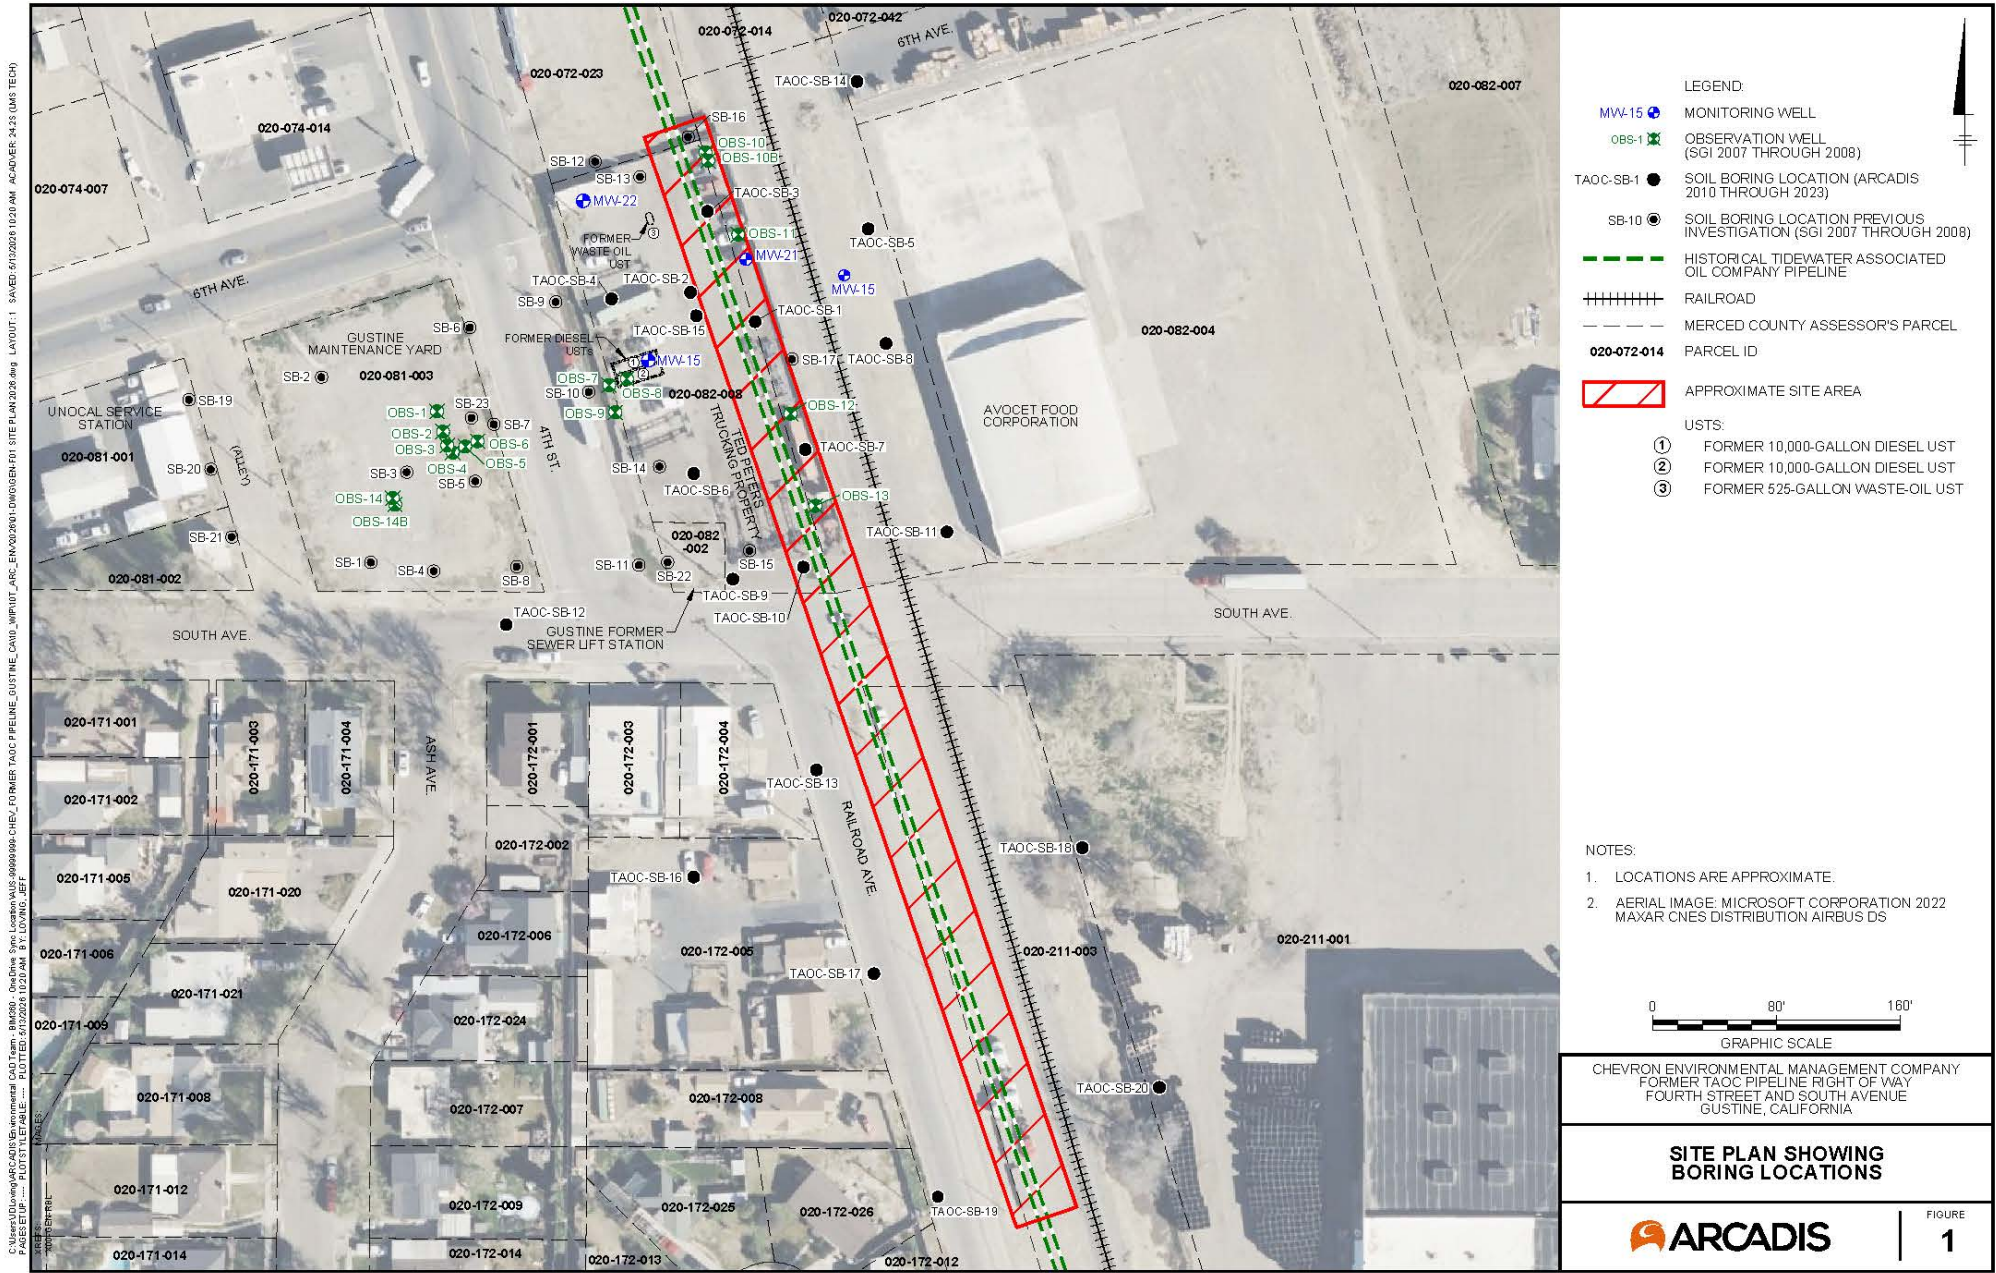 020-072-014
020-072-042
6TH AVE.
020-072-023
TAOC-SB-14
020-082-007
020-074-014
020-074-007
SB-16
OBS-10
OBS-10B
SB-12
SB-13
TAOC-SB-3
MW-22
3
FORMER
WASTE OIL
UST
OBS-11
TAOC-SB-5
MW-21
MW-15
6TH AVE.
TAOC-SB-4
TAOC-SB-2
SB-9
TAOC-SB-1
TAOC-SB-15
020-082-004
SB-6
GUSTINE
MAINTENANCE YARD
020-081-003
FORMER DIESEL
USTs
1
2
MW-15
SB-17
TAOC-SB-8
SB-2
OBS-7
OBS-8
SB-10
020-082-008
OBS-9
SB-19
UNOCAL SERVICE
STATION
020-081-001
OBS-1
SB-23
SB-7
OBS-2
OBS-3
OBS-6
OBS-5
OBS-4
SB-3
SB-5
SB-20
(ALLEY)
4TH ST.
TED PETERS
TRUCKING PROPERTY
OBS-12
AVOCET FOOD
CORPORATION
TAOC-SB-7
SB-14
TAOC-SB-6
OBS-13
OBS-14
OBS-14B
SB-21
TAOC-SB-11
020-082
-002
SB-15
SB-1
SB-4
SB-8
SB-11
SB-22
020-081-002
TAOC-SB-9
TAOC-SB-10
TAOC-SB-12
GUSTINE FORMER
SEWER LIFT STATION
SOUTH AVE.
SOUTH AVE.
020-171-001
020-171-003
020-171-004
ASH AVE.
020-172-001
020-172-003
020-172-004
TAOC-SB-13
020-171-002
RAILROAD AVE.
020-172-002
TAOC-SB-18
020-171-005
020-171-020
TAOC-SB-16
020-172-006
020-171-006
020-172-005
020-211-003
020-211-001
TAOC-SB-17
020-171-021
020-171-009
020-172-024
020-171-008
020-172-007
020-172-008
TAOC-SB-20
020-171-012
020-172-009
020-172-025
020-172-026
TAOC-SB-19
020-171-014
020-172-014
020-172-013
020-172-012
LEGEND:
MW-15 MONITORING WELL
OBS-1 OBSERVATION WELL
(SGI 2007 THROUGH 2008)
TAOC-SB-1 SOIL BORING LOCATION (ARCADIS
2010 THROUGH 2023)
SB-10 SOIL BORING LOCATION PREVIOUS
INVESTIGATION (SGI 2007 THROUGH 2008)
HISTORICAL TIDEWATER ASSOCIATED
OIL COMPANY PIPELINE
RAILROAD
MERCED COUNTY ASSESSOR'S PARCEL
020-072-014 PARCEL ID
APPROXIMATE SITE AREA
USTS:
1 FORMER 10,000-GALLON DIESEL UST
2 FORMER 10,000-GALLON DIESEL UST
3 FORMER 525-GALLON WASTE-OIL UST
NOTES:
1. LOCATIONS ARE APPROXIMATE.
2. AERIAL IMAGE: MICROSOFT CORPORATION 2022
MAXAR CNES DISTRIBUTION AIRBUS DS
0 80' 160'
GRAPHIC SCALE
CHEVRON ENVIRONMENTAL MANAGEMENT COMPANY
FORMER TAOC PIPELINE RIGHT OF WAY
FOURTH STREET AND SOUTH AVENUE
GUSTINE, CALIFORNIA
SITE PLAN SHOWING
BORING LOCATIONS
ARCADIS
FIGURE
1